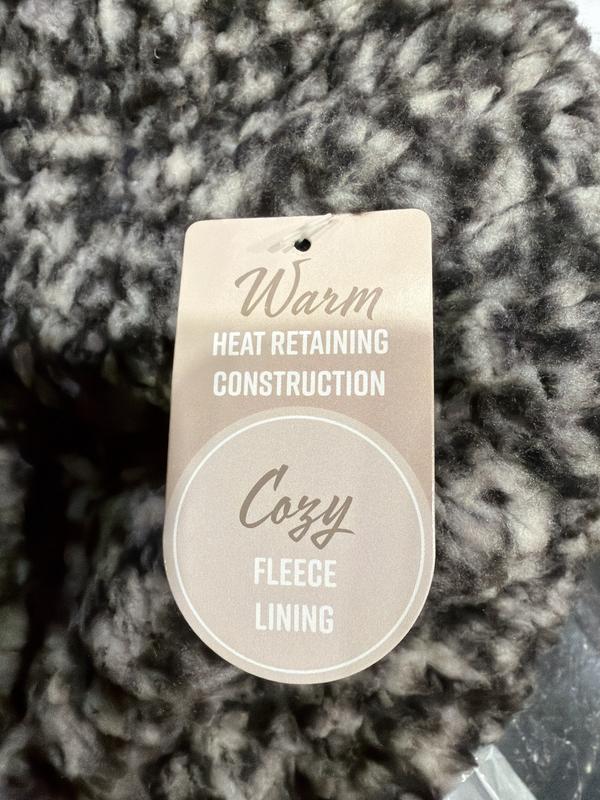 Warm
HEAT RETAINING
CONSTRUCTION
Cozy
FLEECE
LINING